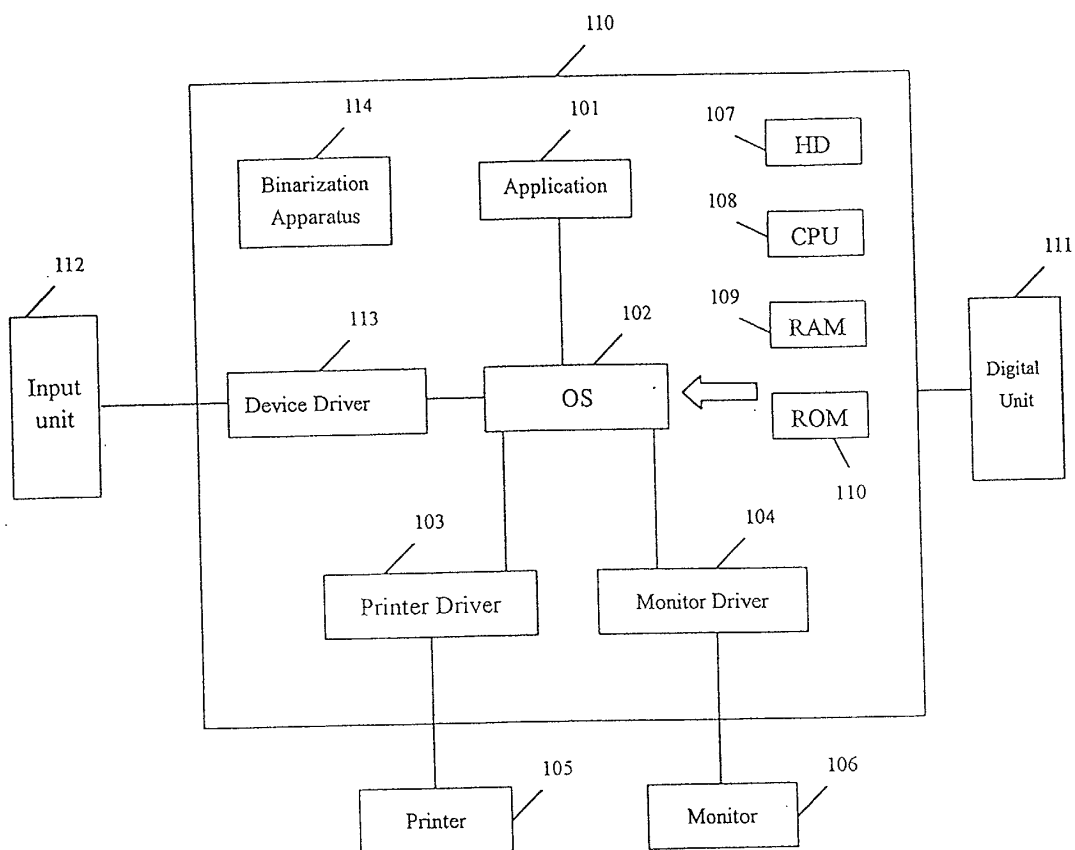 110
114
101
107
HD
Binarization
Apparatus
Application
108
CPU
112
111
109
RAM
113
102
Input
unit
Device Driver
OS
Digital
Unit
ROM
110
103
104
Printer Driver
Monitor Driver
105
106
Printer
Monitor